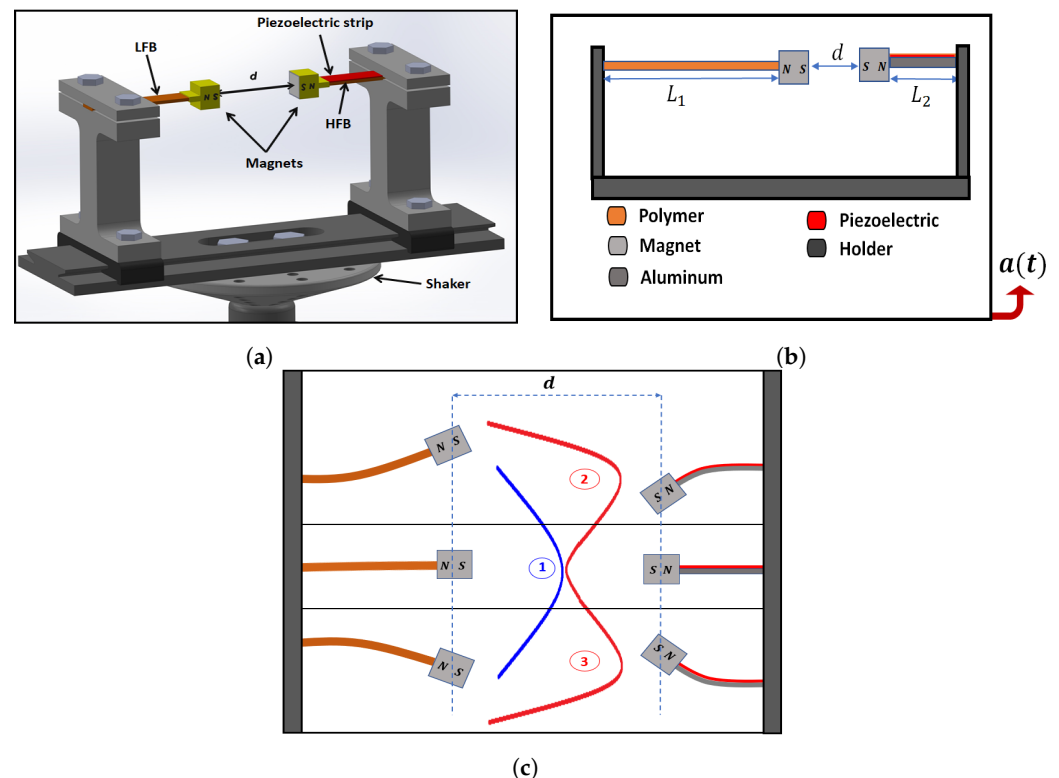 (a)
LFB
Piezoelectric strip
d
N S
S N
HFB
Magnets
Shaker
(b)
N S
d
S N
L1
L2
Polymer
Piezoelectric
Magnet
Holder
Aluminum
a(t)
(c)
d
N S
2
S N
N S
1
S N
N S
3
S N